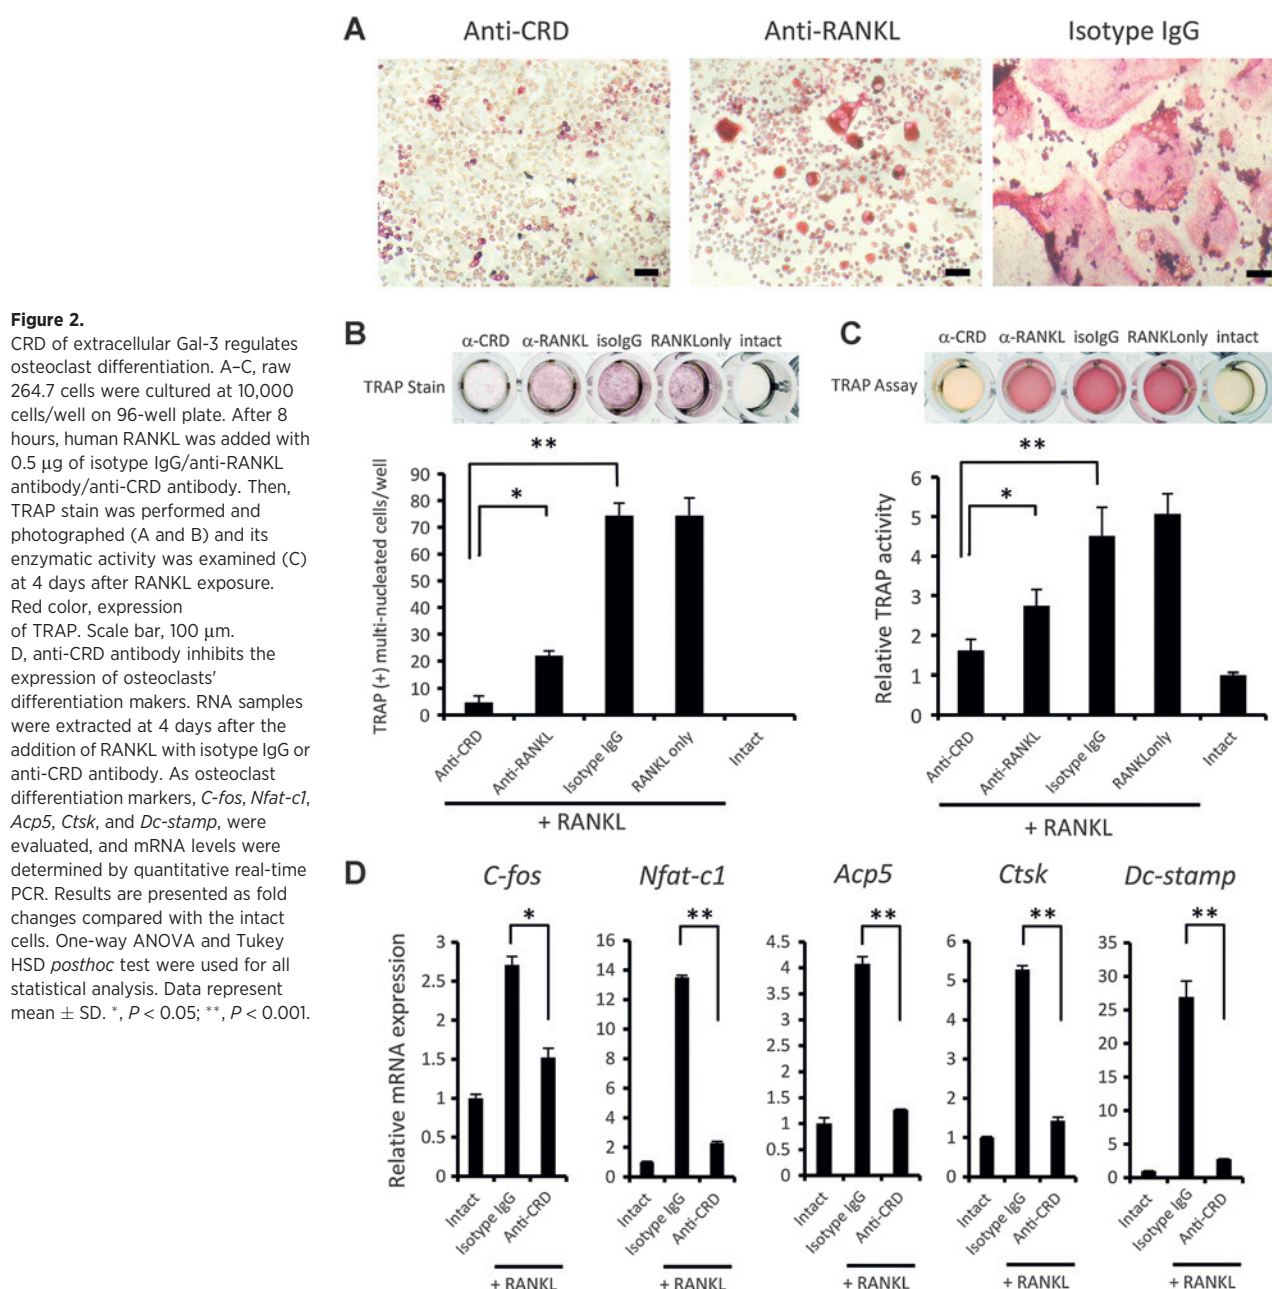 Figure 2.
CRD of extracellular Gal-3 regulates
osteoclast differentiation. A–C, raw
264.7 cells were cultured at 10,000
cells/well on 96-well plate. After 8
hours, human RANKL was added with
0.5 μg of isotype IgG/anti-RANKL
antibody/anti-CRD antibody. Then,
TRAP stain was performed and
photographed (A and B) and its
enzymatic activity was examined (C)
at 4 days after RANKL exposure.
Red color, expression
of TRAP. Scale bar, 100 μm.
D, anti-CRD antibody inhibits the
expression of osteoclasts'
differentiation makers. RNA samples
were extracted at 4 days after the
addition of RANKL with isotype IgG or
anti-CRD antibody. As osteoclast
differentiation markers, C-fos, Nfat-c1,
Acp5, Ctsk, and Dc-stamp, were
evaluated, and mRNA levels were
determined by quantitative real-time
PCR. Results are presented as fold
changes compared with the intact
cells. One-way ANOVA and Tukey
HSD posthoc test were used for all
statistical analysis. Data represent
mean ± SD. *, P < 0.05; **, P < 0.001.
A
Anti-CRD Anti-RANKL Isotype IgG
B
α-CRD α-RANKL isoIgG RANKLonly intact
TRAP Stain
**
*
TRAP (+) multi-nucleated cells/well
90
80
70
60
50
40
30
20
10
0
Anti-CRD
Anti-RANKL
Isotype IgG
RANKL only
Intact
+ RANKL
C
α-CRD α-RANKL isoIgG RANKLonly intact
TRAP Assay
**
*
Relative TRAP activity
6
5
4
3
2
1
0
Anti-CRD
Anti-RANKL
Isotype IgG
RANKLonly
Intact
+ RANKL
D
Relative mRNA expression
C-fos
*
3
2.5
2
1.5
1
0.5
0
Intact
Isotype IgG
Anti-CRD
+ RANKL
Nfat-c1
**
16
14
12
10
8
6
4
2
0
Intact
Isotype IgG
Anti-CRD
+ RANKL
Acp5
**
4.5
4
3.5
3
2.5
2
1.5
1
0.5
0
Intact
Isotype IgG
Anti-CRD
+ RANKL
Ctsk
**
6
5
4
3
2
1
0
Intact
Isotype IgG
Anti-CRD
+ RANKL
Dc-stamp
**
35
30
25
20
15
10
5
0
Intact
Isotype IgG
Anti-CRD
+ RANKL